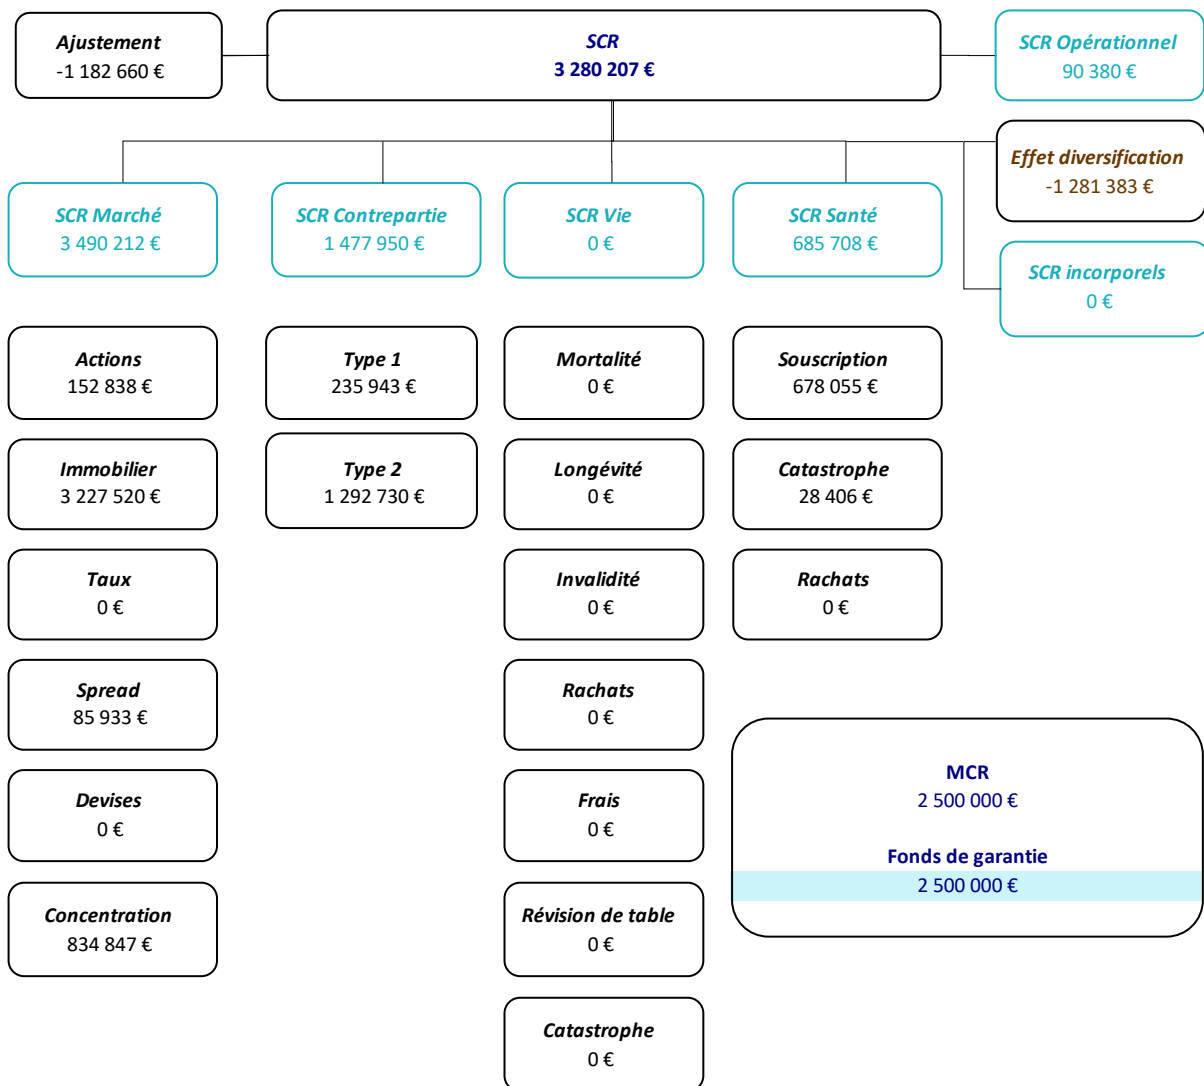 Ajustement
-1 182 660 €
SCR
3 280 207 €
SCR Opérationnel
90 380 €
Effet diversification
-1 281 383 €
SCR Marché
3 490 212 €
SCR Contrepartie
1 477 950 €
SCR Vie
0 €
SCR Santé
685 708 €
SCR incorporels
0 €
Actions
152 838 €
Type 1
235 943 €
Mortalité
0 €
Souscription
678 055 €
Immobilier
3 227 520 €
Type 2
1 292 730 €
Longévité
0 €
Catastrophe
28 406 €
Taux
0 €
Invalidité
0 €
Rachats
0 €
Spread
85 933 €
Rachats
0 €
Devises
0 €
Frais
0 €
MCR
2 500 000 €
Fonds de garantie
2 500 000 €
Concentration
834 847 €
Révision de table
0 €
Catastrophe
0 €